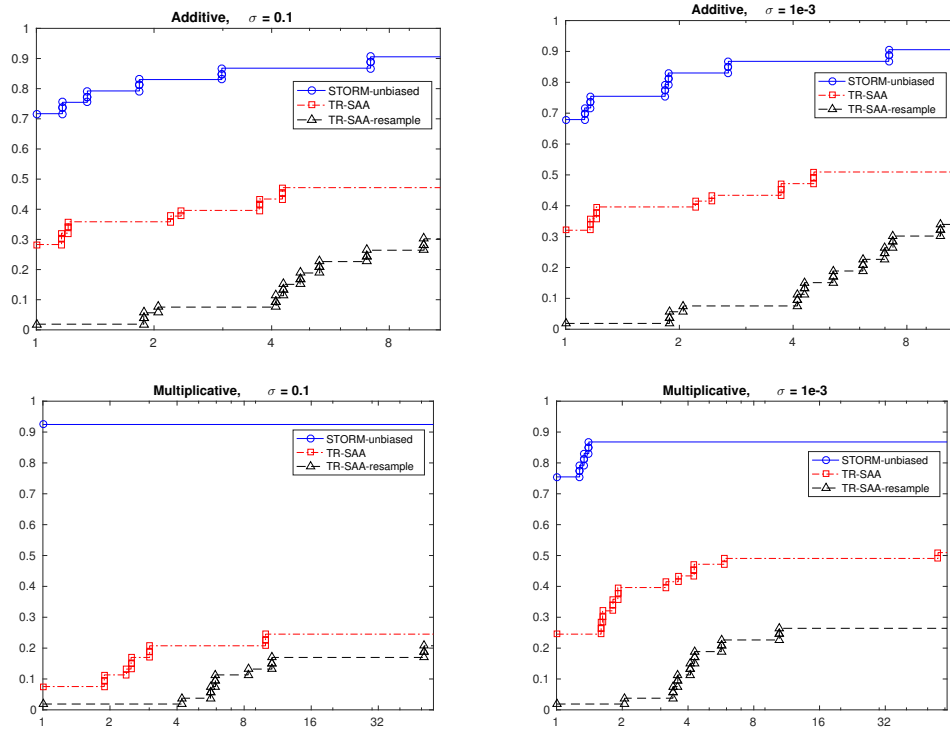 Additive, σ = 0.1
1
0.9
0.8
0.7
0.6
0.5
0.4
0.3
0.2
0.1
0
1 2 4 8
STORM-unbiased
TR-SAA
TR-SAA-resample
Additive, σ = 1e-3
1
0.9
0.8
0.7
0.6
0.5
0.4
0.3
0.2
0.1
0
1 2 4 8
STORM-unbiased
TR-SAA
TR-SAA-resample
Multiplicative, σ = 0.1
1
0.9
0.8
0.7
0.6
0.5
0.4
0.3
0.2
0.1
0
1 2 4 8 16 32
STORM-unbiased
TR-SAA
TR-SAA-resample
Multiplicative, σ = 1e-3
1
0.9
0.8
0.7
0.6
0.5
0.4
0.3
0.2
0.1
0
1 2 4 8 16 32
STORM-unbiased
TR-SAA
TR-SAA-resample